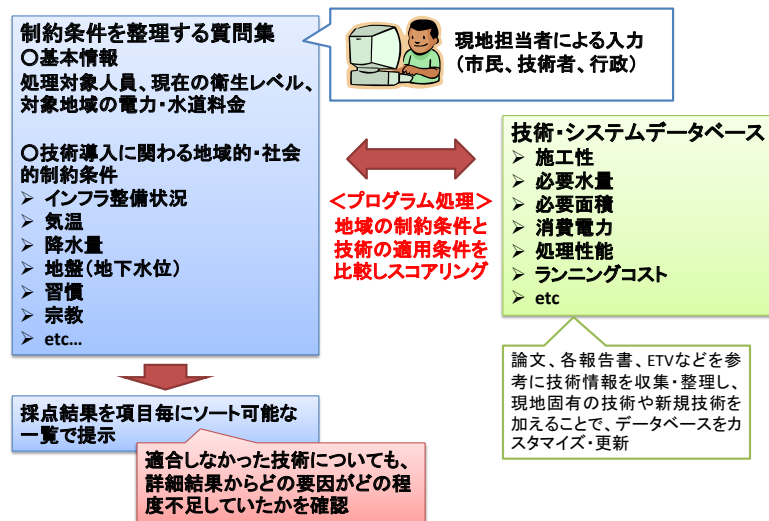 制約条件を整理する質問集
○基本情報
処理対象人員、現在の衛生レベル、
対象地域の電力・水道料金
○技術導入に関わる地域的・社会
的制約条件
➢ インフラ整備状況
➢ 気温
➢ 降水量
➢ 地盤(地下水位)
➢ 習慣
➢ 宗教
➢ etc…
現地担当者による入力
(市民、技術者、行政)
<プログラム処理>
地域の制約条件と
技術の適用条件を
比較しスコアリング
技術・システムデータベース
➢ 施工性
➢ 必要水量
➢ 必要面積
➢ 消費電力
➢ 処理性能
➢ ランニングコスト
➢ etc
論文、各報告書、ETVなどを参
考に技術情報を収集・整理し、
現地固有の技術や新規技術を
加えることで、データベースをカ
スタマイズ・更新
採点結果を項目毎にソート可能な
一覧で提示
適合しなかった技術についても、
詳細結果からどの要因がどの程
度不足していたかを確認